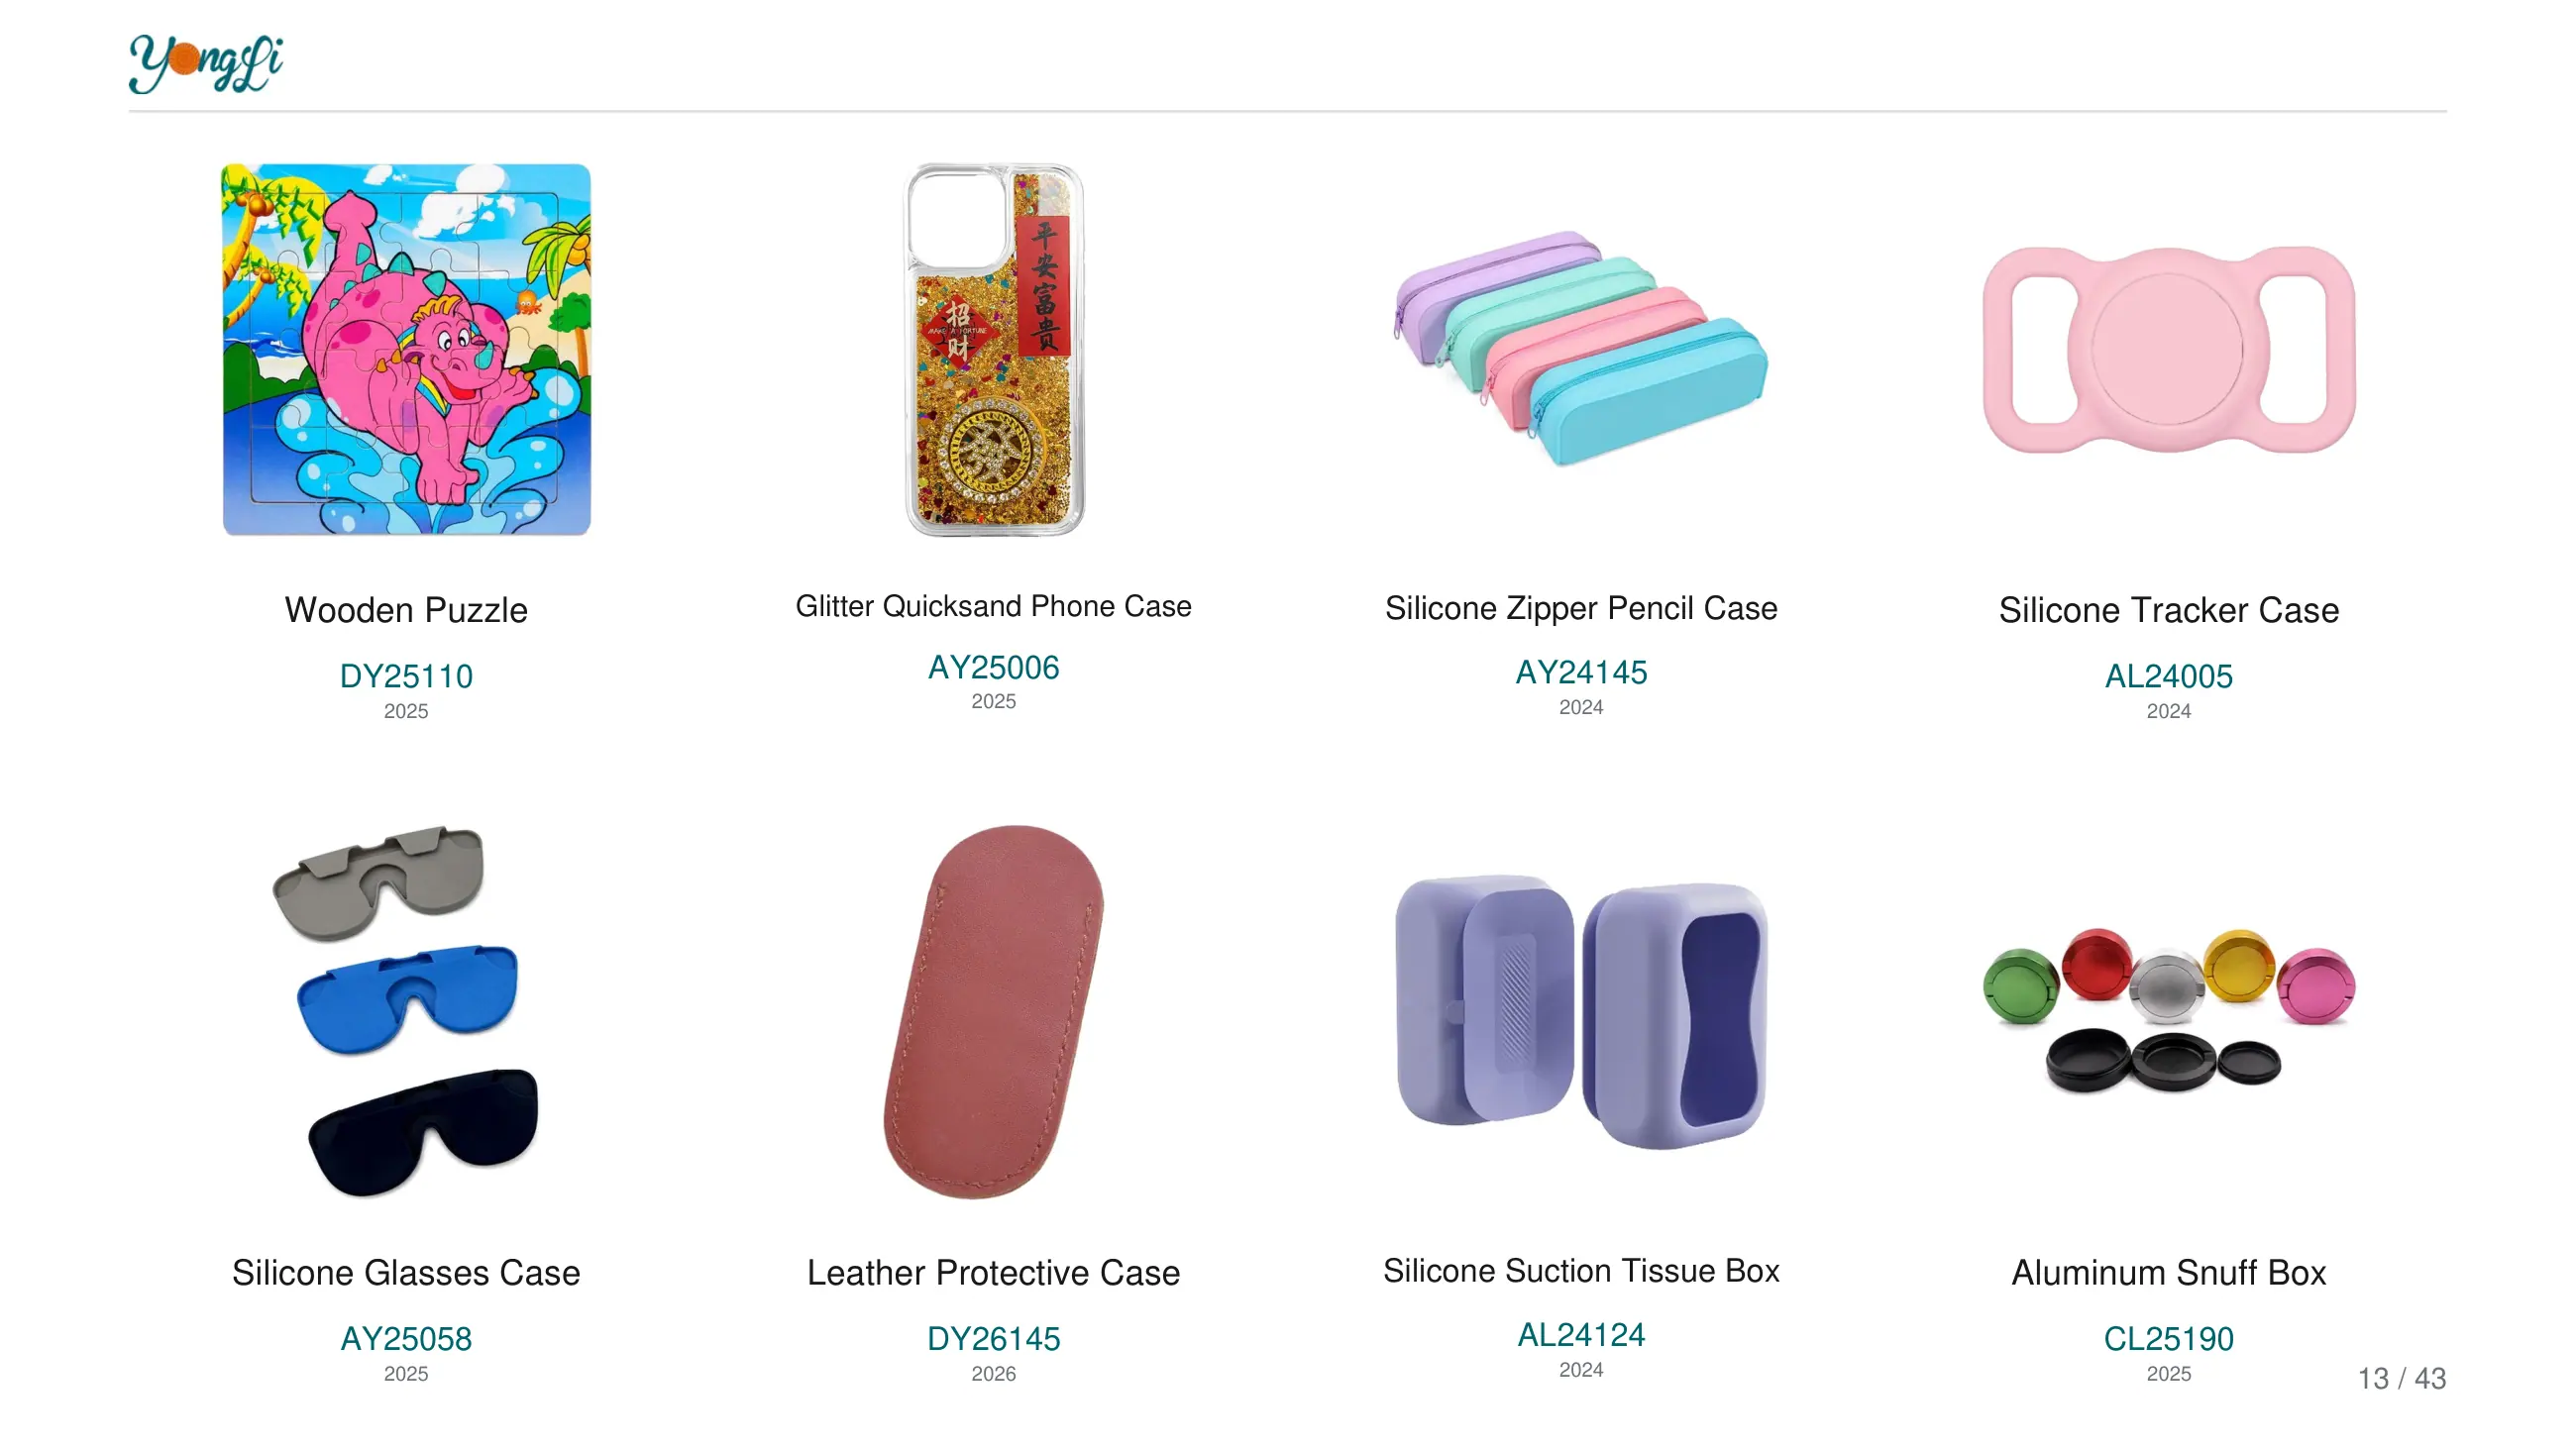 YongLi
平安富贵
招
MAKE A FORTUNE
财
Wooden Puzzle
DY25110
2025
Glitter Quicksand Phone Case
AY25006
2025
Silicone Zipper Pencil Case
AY24145
2024
Silicone Tracker Case
AL24005
2024
Silicone Glasses Case
AY25058
2025
Leather Protective Case
DY26145
2026
Silicone Suction Tissue Box
AL24124
2024
Aluminum Snuff Box
CL25190
2025
13 / 43